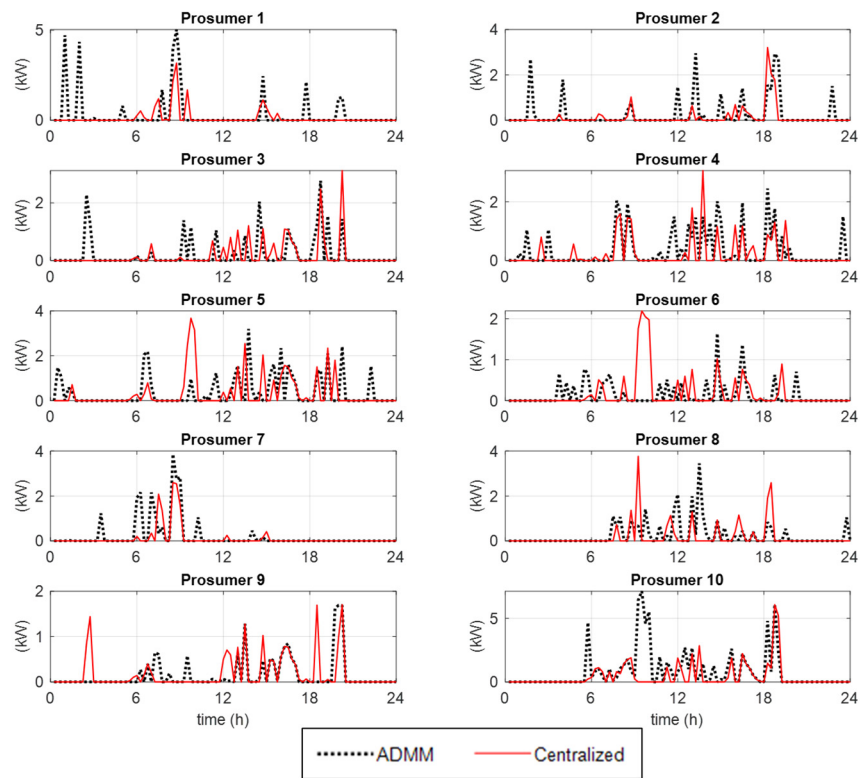 Prosumer 1
Prosumer 2
5
(kW)
0
0 6 12 18 24
4
2
(kW)
0
0 6 12 18 24
Prosumer 3
Prosumer 4
2
(kW)
0
0 6 12 18 24
2
(kW)
0
0 6 12 18 24
Prosumer 5
Prosumer 6
4
2
(kW)
0
0 6 12 18 24
2
1
(kW)
0
0 6 12 18 24
Prosumer 7
Prosumer 8
4
2
(kW)
0
0 6 12 18 24
4
2
(kW)
0
0 6 12 18 24
Prosumer 9
Prosumer 10
2
1
(kW)
0
0 6 12 18 24
time (h)
5
(kW)
0
0 6 12 18 24
time (h)
ADMM Centralized